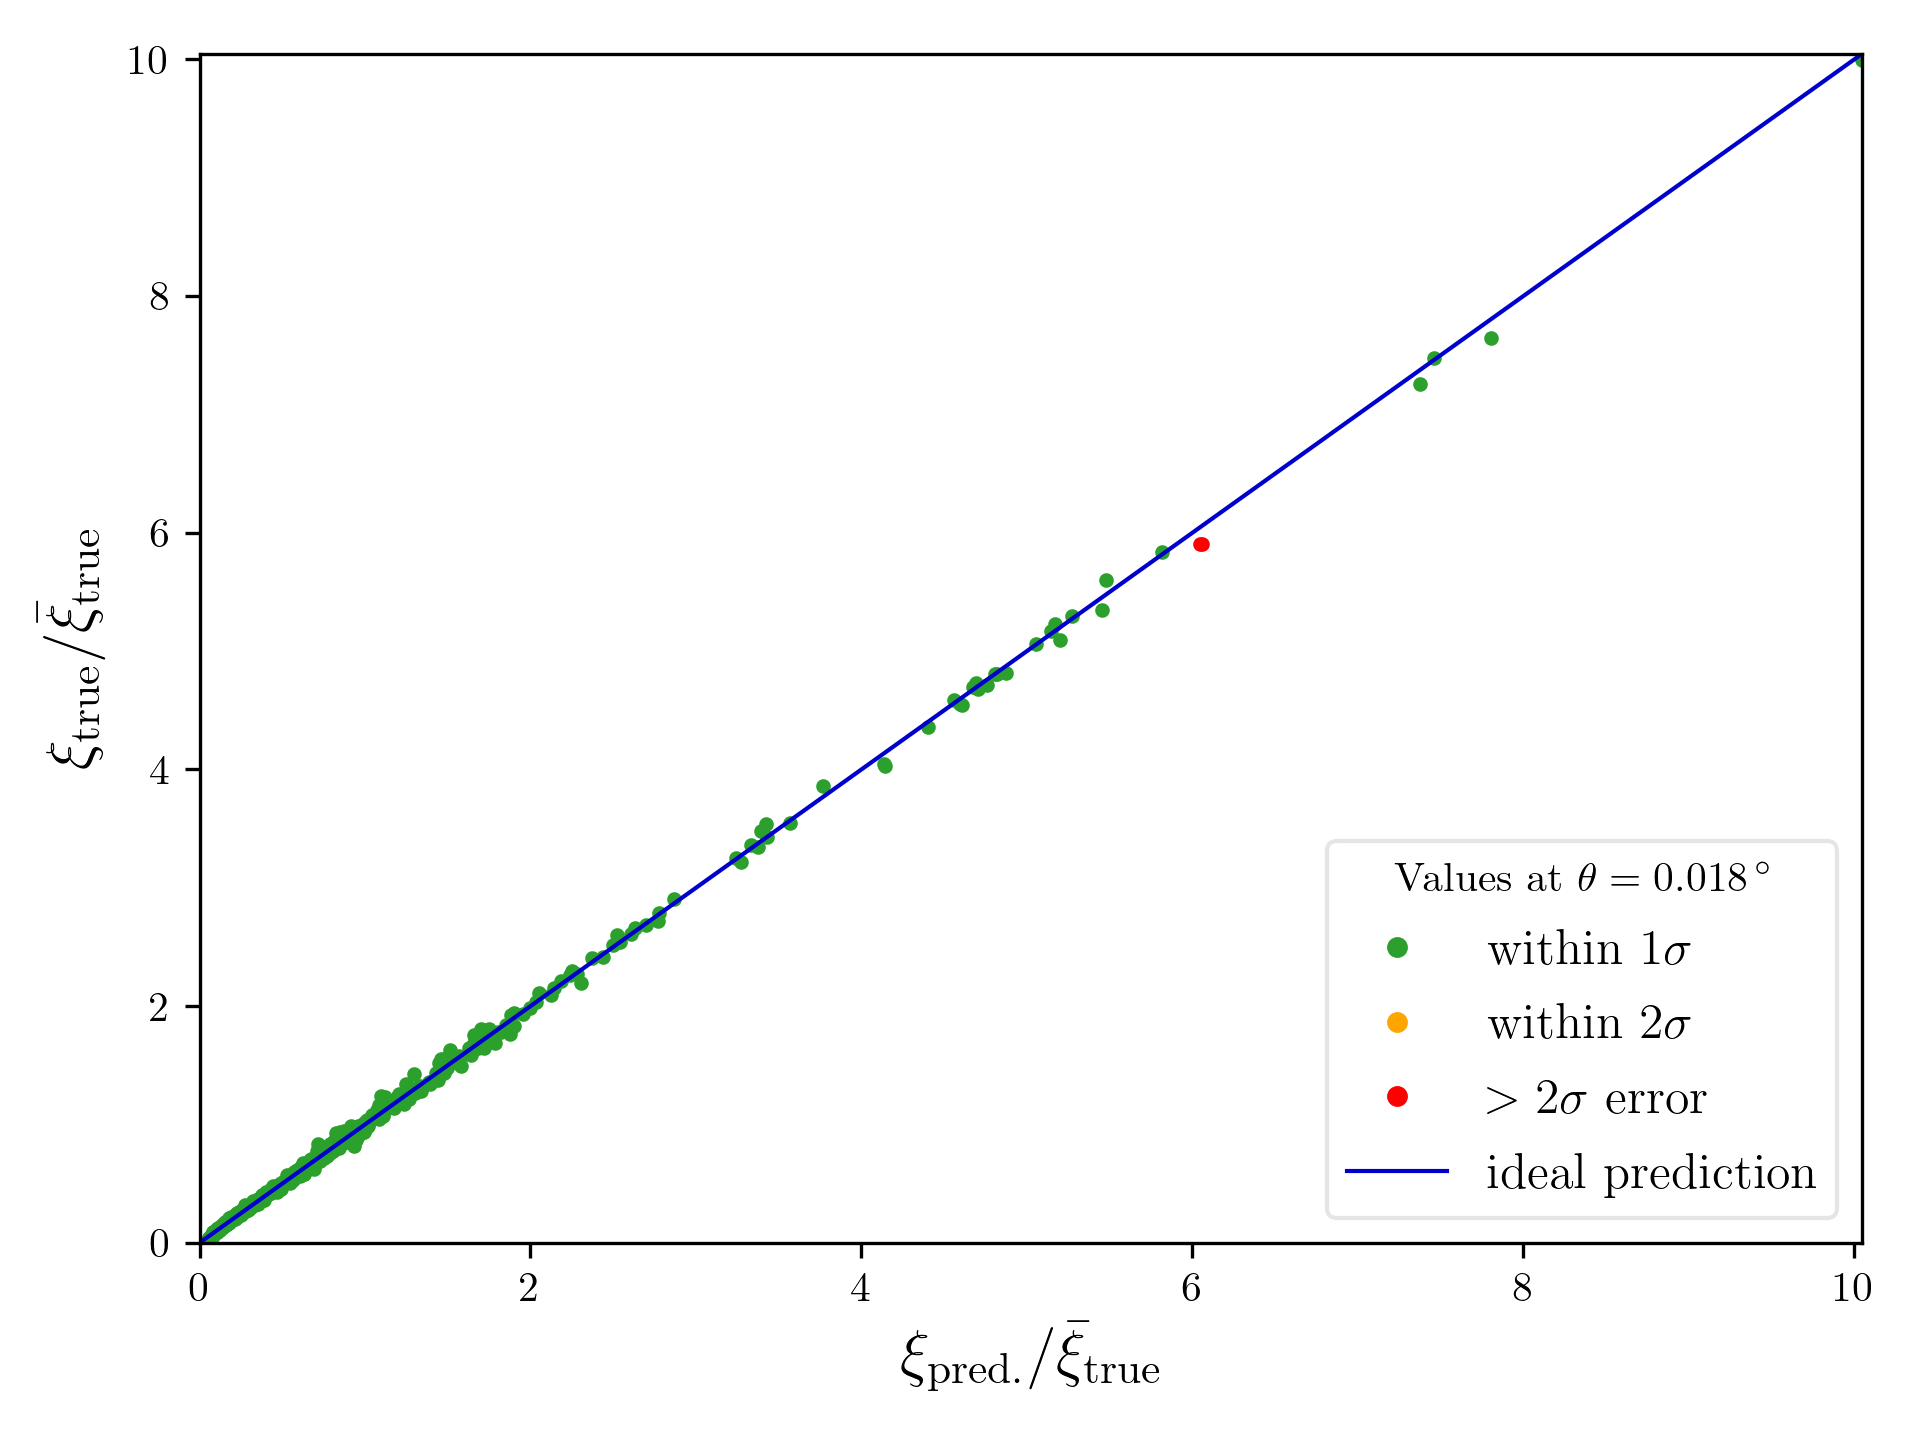 10
8
6
4
2
0
0 2 4 6 8 10
ξtrue/ξ̄true
ξpred./ξ̄true
Values at θ = 0.018°
within 1σ
within 2σ
> 2σ error
ideal prediction